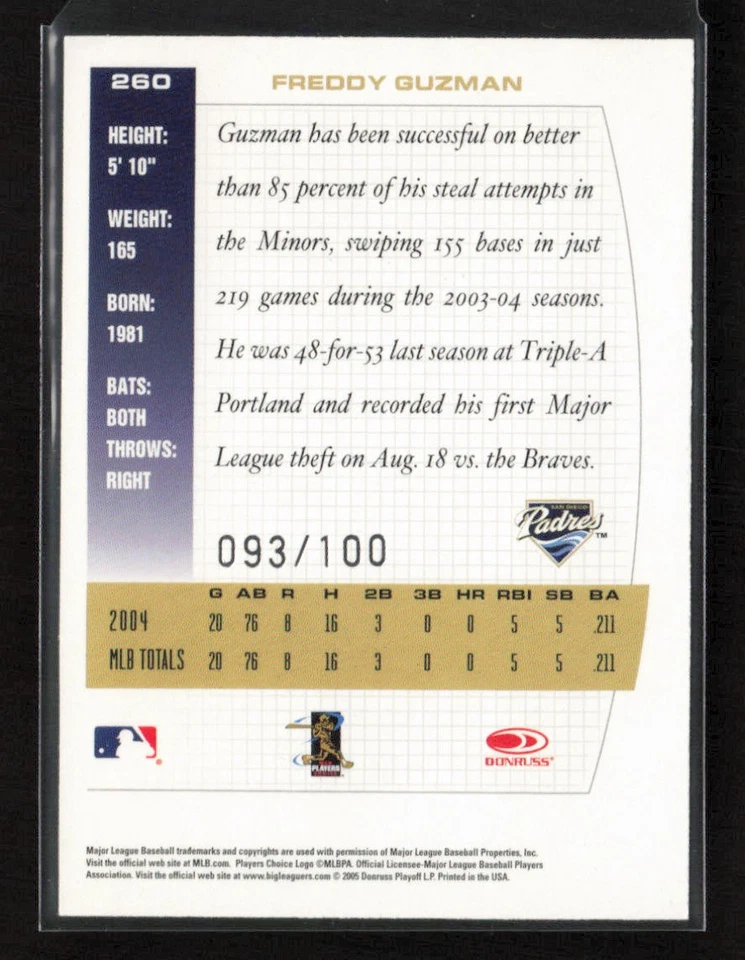 260
FREDDY GUZMAN
HEIGHT:
5' 10"
WEIGHT:
165
BORN:
1981
BATS:
BOTH
THROWS:
RIGHT
Guzman has been successful on better
than 85 percent of his steal attempts in
the Minors, swiping 155 bases in just
219 games during the 2003-04 seasons.
He was 48-for-53 last season at Triple-A
Portland and recorded his first Major
League theft on Aug. 18 vs. the Braves.
SAN DIEGO
Padres™
093/100
G AB R H 2B 3B HR RBI SB BA
2004 20 76 8 16 3 0 0 5 5 .211
MLB TOTALS 20 76 8 16 3 0 0 5 5 .211
PLAYERS
CHOICE
DONRUSS®
Major League Baseball trademarks and copyrights are used with permission of Major League Baseball Properties, Inc.
Visit the official web site at MLB.com. Players Choice Logo ©MLBPA. Official Licensee-Major League Baseball Players
Association. Visit the official web site at www.bigleaguers.com © 2005 Donruss Playoff L.P. Printed in the USA.